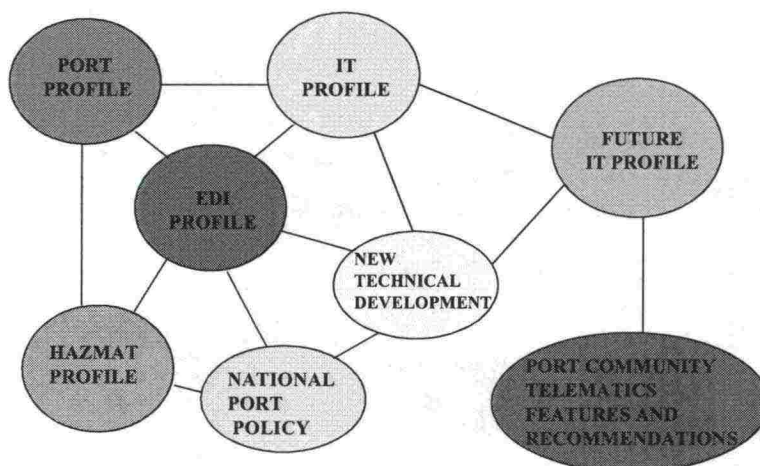 PORT
PROFILE
IT
PROFILE
FUTURE
IT PROFILE
EDI
PROFILE
NEW
TECHNICAL
DEVELOPMENT
HAZMAT
PROFILE
NATIONAL
PORT
POLICY
PORT COMMUNITY
TELEMATICS
FEATURES AND
RECOMMENDATIONS